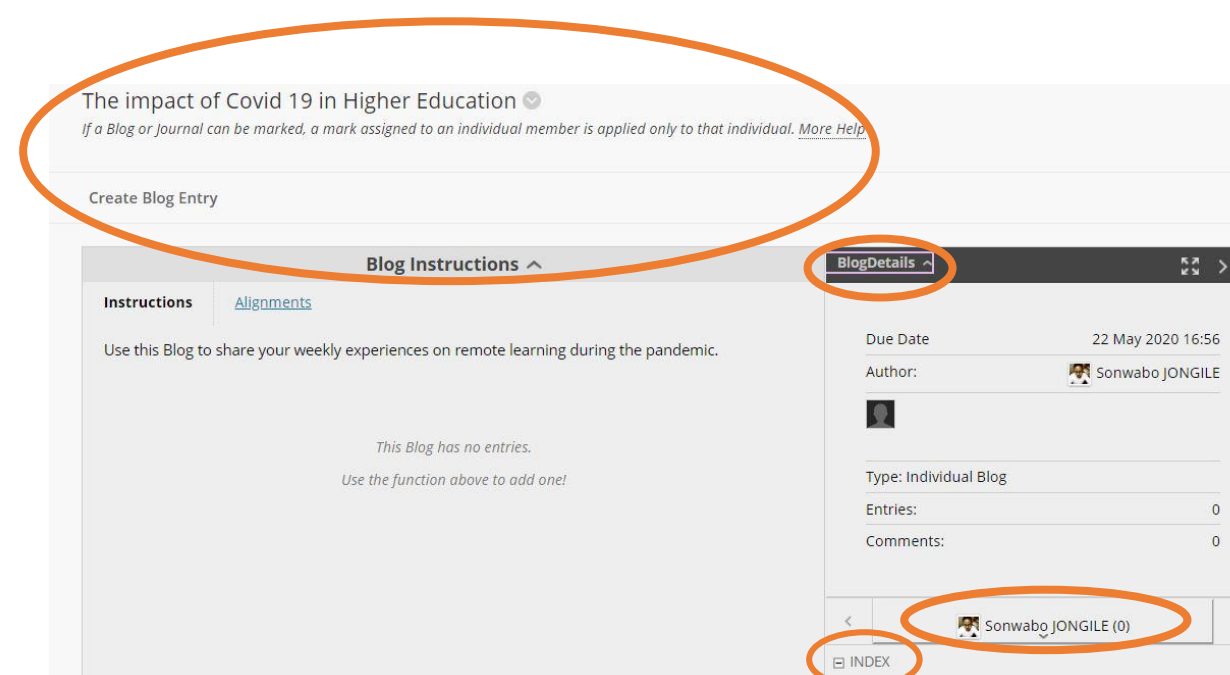 The impact of Covid 19 in Higher Education
If a Blog or Journal can be marked, a mark assigned to an individual member is applied only to that individual. More Help
Create Blog Entry
Blog Instructions
Instructions Alignments
Use this Blog to share your weekly experiences on remote learning during the pandemic.
This Blog has no entries.
Use the function above to add one!
BlogDetails
Due Date 22 May 2020 16:56
Author: Sonwabo JONGILE
Type: Individual Blog
Entries: 0
Comments: 0
Sonwabo JONGILE (0)
INDEX